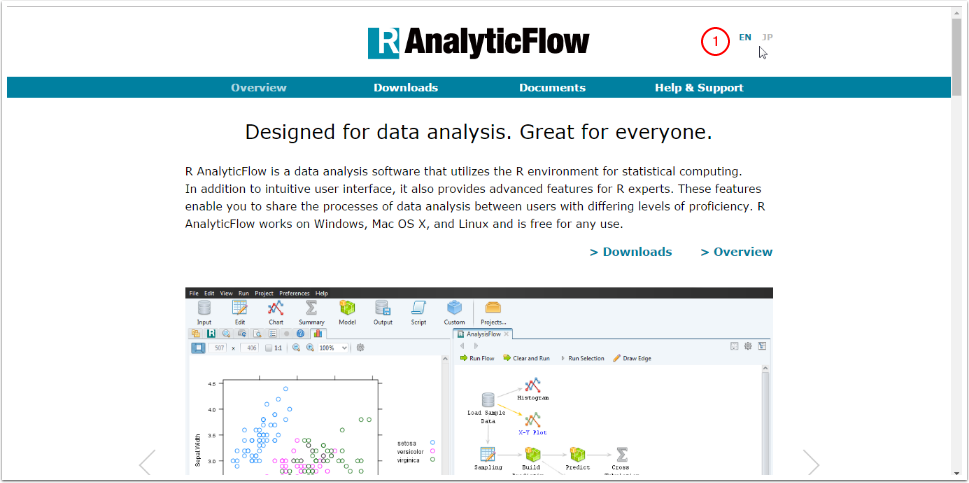 R AnalyticFlow
1 EN JP
Overview Downloads Documents Help & Support
Designed for data analysis. Great for everyone.
R AnalyticFlow is a data analysis software that utilizes the R environment for statistical computing.
In addition to intuitive user interface, it also provides advanced features for R experts. These features
enable you to share the processes of data analysis between users with differing levels of proficiency. R
AnalyticFlow works on Windows, Mac OS X, and Linux and is free for any use.
> Downloads > Overview
File Edit View Run Project Preferences Help
Input Edit Chart Summary Model Output Script Custom Projects...
AnalysisFlow
507 × 406 1:1 100%
Run Flow Clear and Run Run Selection Draw Edge
4.5
4.0
3.5
3.0
Sepal.Width
setosa
versicolor
virginica
Histogram
Load Sample
Data
X-Y Plot
Sampling Build Predict Cross